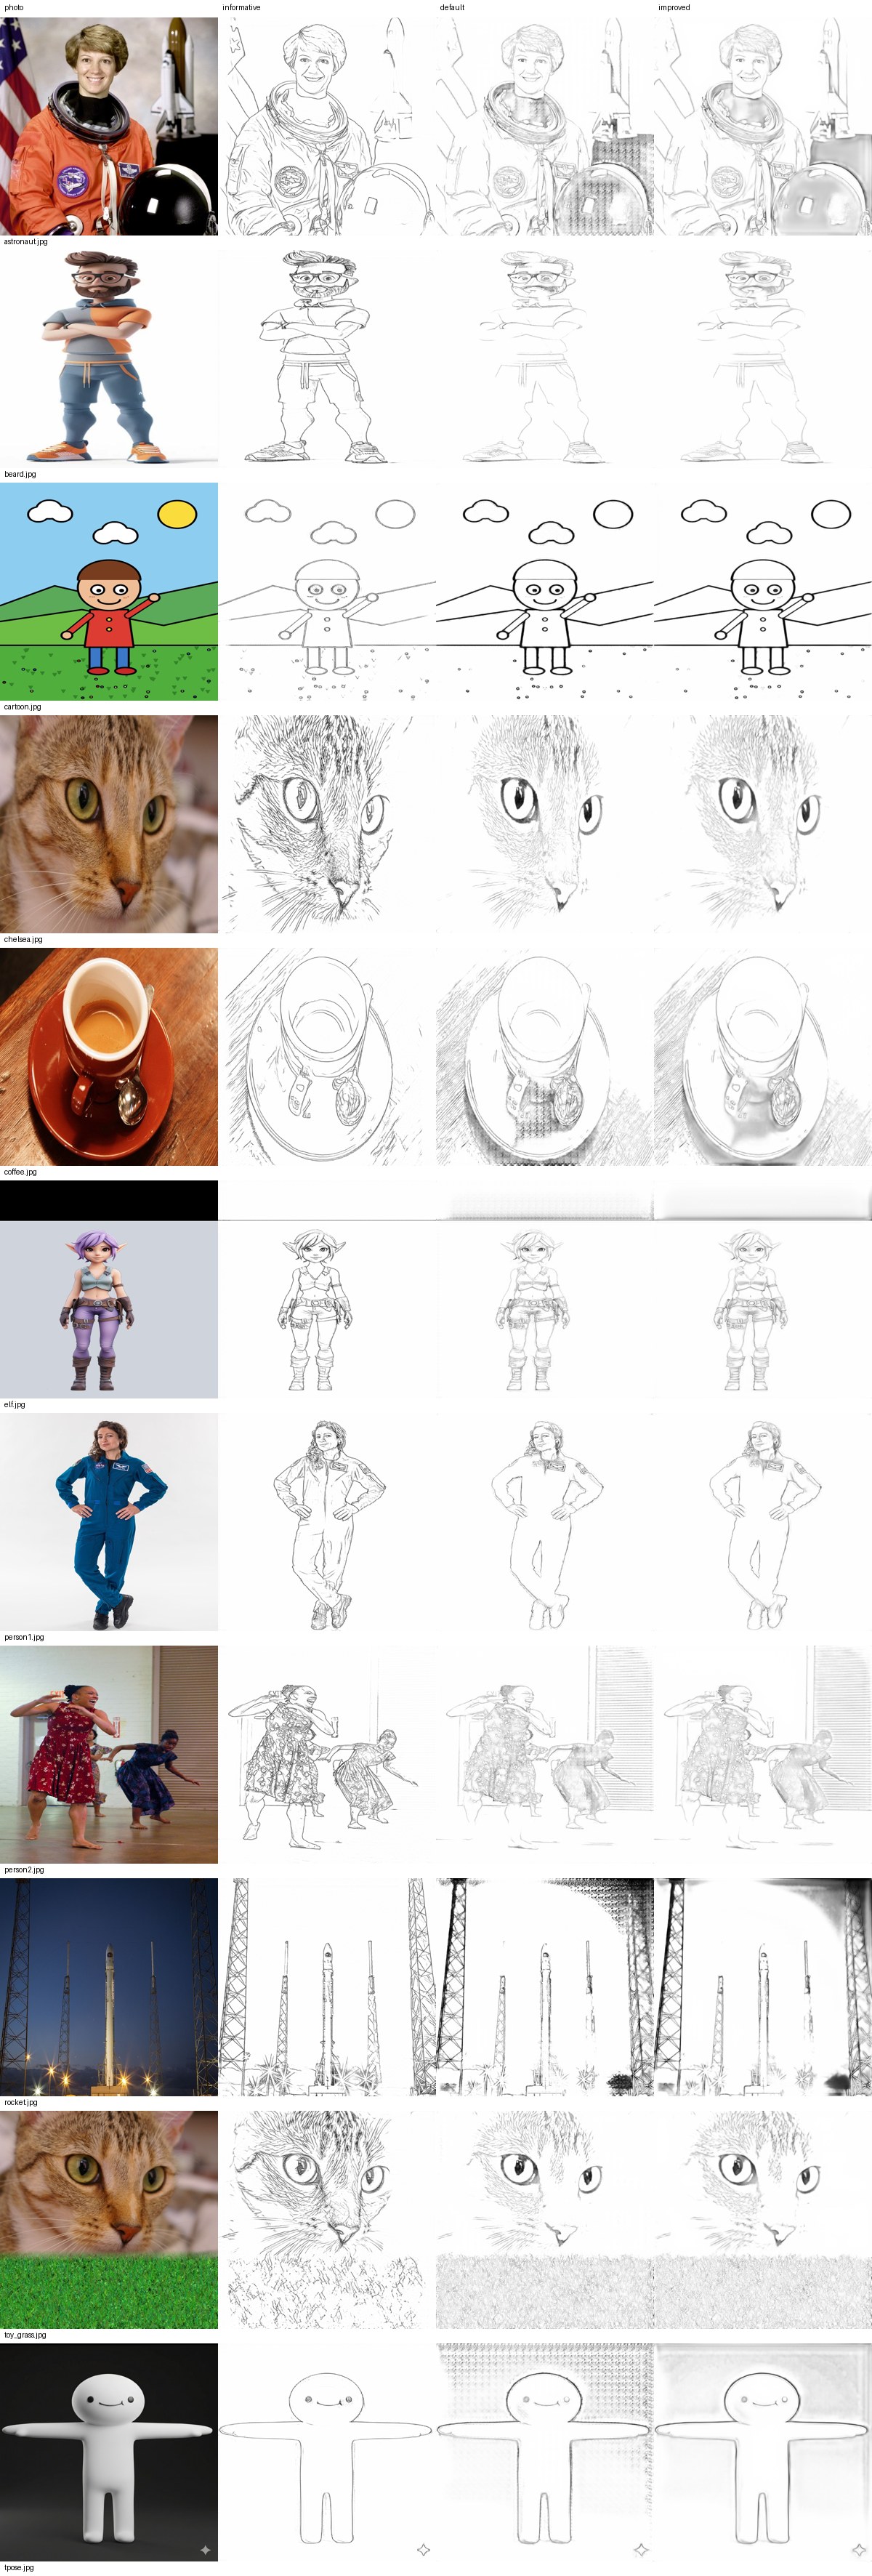 photo informative default improved
astronaut.jpg
beard.jpg
cartoon.jpg
chelsea.jpg
coffee.jpg
elf.jpg
person1.jpg
person2.jpg
rocket.jpg
toy_grass.jpg
tpose.jpg